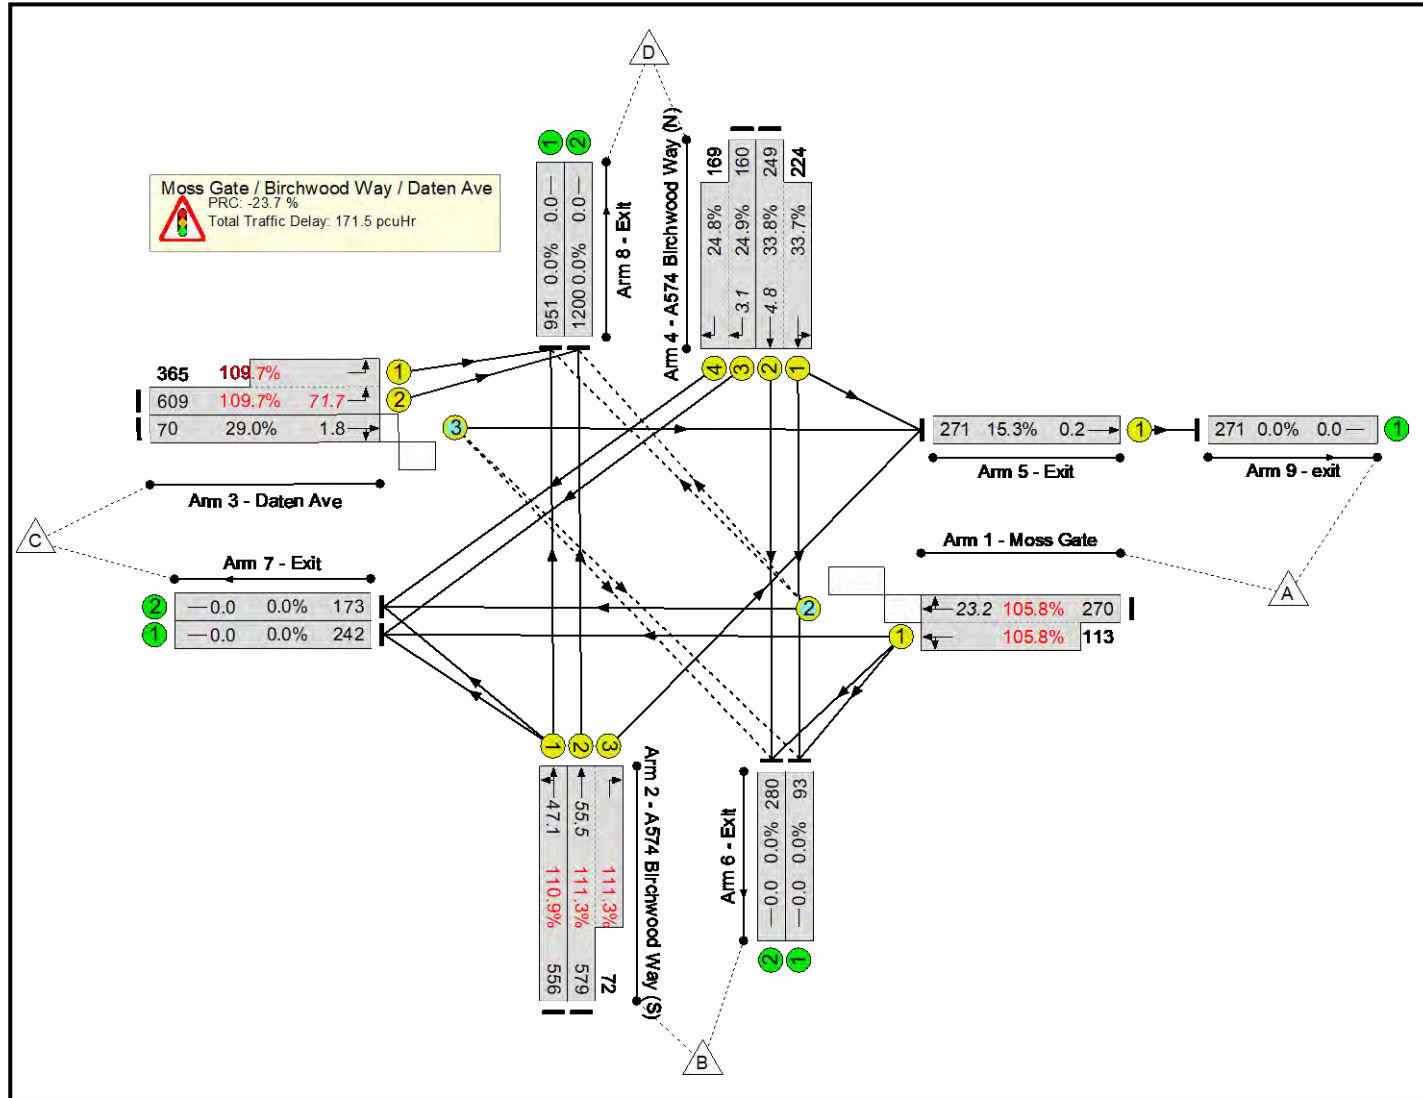 D
Moss Gate / Birchwood Way / Daten Ave
PRC: -23.7 %
Total Traffic Delay: 171.5 pcuHr
1
2
951 0.0% 0.0
1200 0.0% 0.0
Arm 8 - Exit
Arm 4 - A574 Birchwood Way (N)
169 24.8%
160 24.9% 3.1
249 33.8% 4.8
224 33.7%
4
3
2
1
365 109.7%
609 109.7% 71.7
70 29.0% 1.8
1
2
3
Arm 3 - Daten Ave
271 15.3% 0.2
1
Arm 5 - Exit
271 0.0% 0.0
1
Arm 9 - exit
C
Arm 7 - Exit
2
0.0 0.0% 173
1
0.0 0.0% 242
Arm 1 - Moss Gate
A
2
23.2 105.8% 270
1
105.8% 113
1
2
3
47.1 110.9% 556
55.5 111.3% 579
111.3% 72
Arm 2 - A574 Birchwood Way (S)
Arm 6 - Exit
0.0 0.0% 280
0.0 0.0% 93
2
1
B